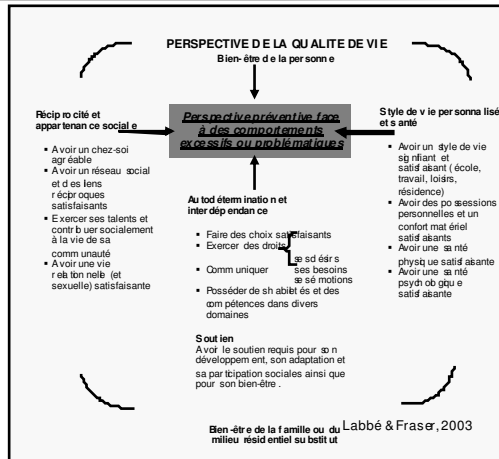 PERSPECTIVE DE LA QUALITE DE VIE
Bien-être de la personne
Réciprocité et
appartenance sociale
▪ Avoir un chez-soi
agréable
▪ Avoir un réseau social
et des liens
réciproques
satisfaisants
▪ Exercer ses talents et
contribuer socialement
à la vie de sa
communauté
▪ Avoir une vie
relationnelle (et
sexuelle) satisfaisante
Perspective préventive face
à des comportements
excessifs ou problématiques
Style de vie personnalisé
et santé
▪ Avoir un style de vie
signifiant et
satisfaisant (école,
travail, loisirs,
résidence)
▪ Avoir des possessions
personnelles et un
confort matériel
satisfaisants
▪ Avoir une santé
physique satisfaisante
▪ Avoir une santé
psychologique
satisfaisante
Autodétermination et
interdépendance
▪ Faire des choix satisfaisants
▪ Exercer des droits
▪ Communiquer
ses désirs
ses besoins
ses émotions
▪ Posséder des habiletés et des
compétences dans divers
domaines
Soutien
Avoir le soutien requis pour son
développement, son adaptation et
sa participation sociales ainsi que
pour son bien-être.
Bien-être de la famille ou du
milieu résidentiel substitut
Labbé & Fraser, 2003